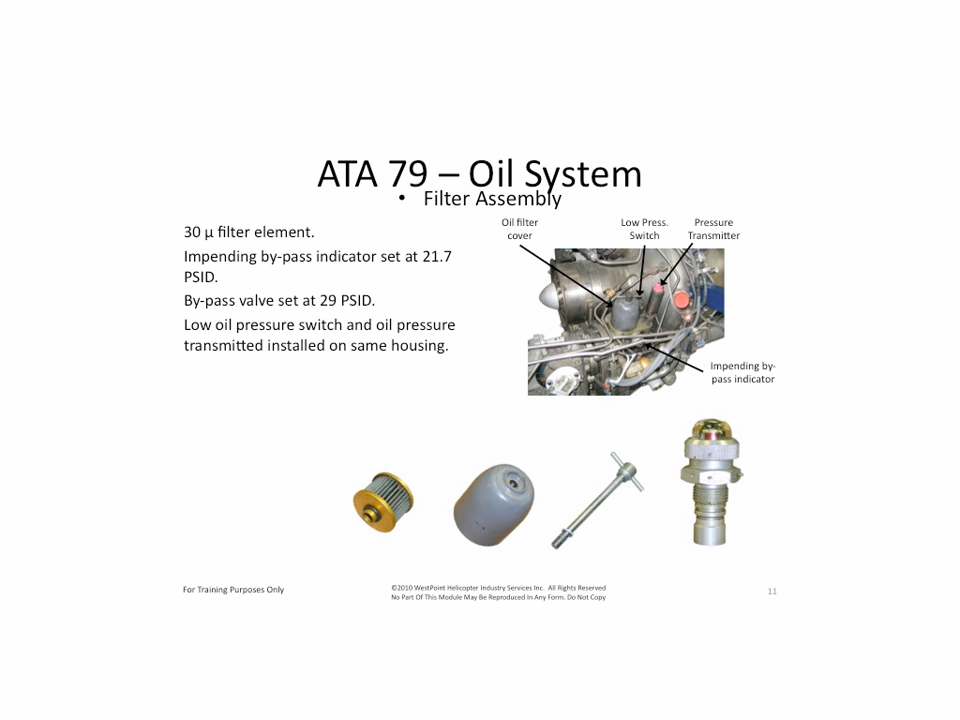 ATA 79 – Oil System
• Filter Assembly
30 µ filter element.
Impending by-pass indicator set at 21.7
PSID.
By-pass valve set at 29 PSID.
Low oil pressure switch and oil pressure
transmitted installed on same housing.
Oil filter
cover
Low Press.
Switch
Pressure
Transmitter
Impending by-
pass indicator
For Training Purposes Only
©2010 WestPoint Helicopter Industry Services Inc.  All Rights Reserved
No Part Of This Module May Be Reproduced In Any Form. Do Not Copy
11